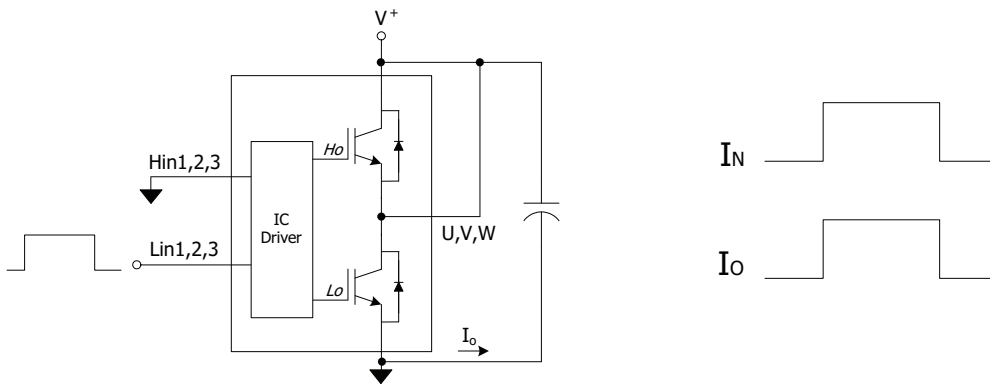 V+
Hin1,2,3
Ho
IC
Driver
U,V,W
Lin1,2,3
Lo
Io
IN
IO